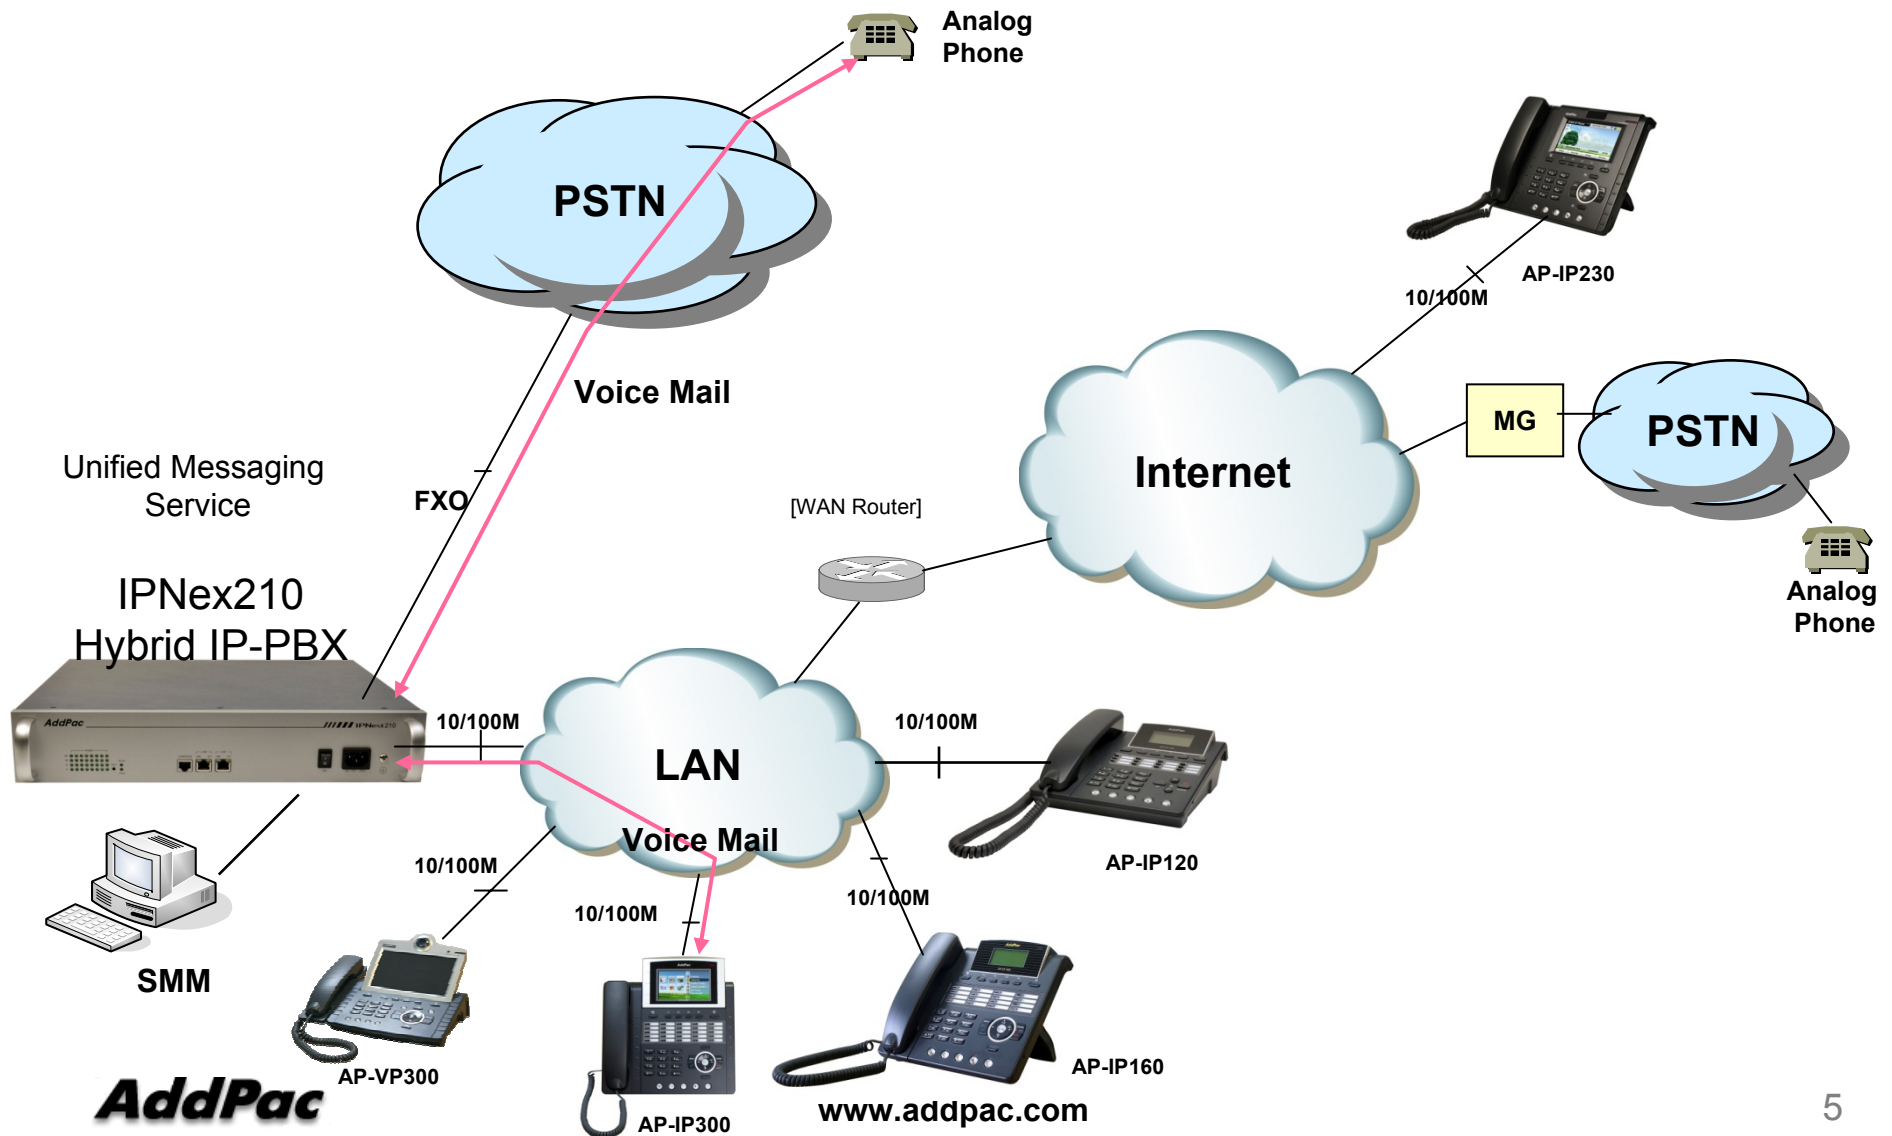 Analog
Phone
PSTN
AP-IP230
10/100M
Voice Mail
MG
PSTN
Internet
Unified Messaging
Service
FXO
[WAN Router]
Analog
Phone
IPNex210
Hybrid IP-PBX
AddPac
IPNex210
10/100M
10/100M
LAN
Voice Mail
AP-IP120
10/100M
10/100M
10/100M
SMM
AP-VP300
AP-IP300
AP-IP160
AddPac
www.addpac.com
5